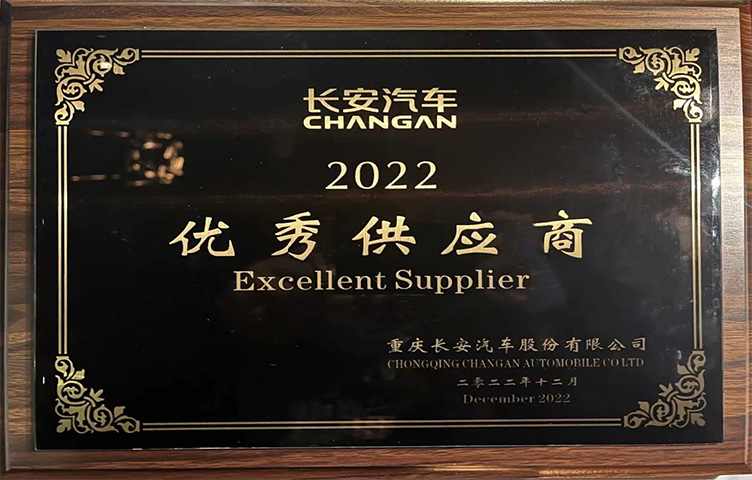 长安汽车
CHANGAN
2022
优秀供应商
Excellent Supplier
重庆长安汽车股份有限公司
CHONGQING CHANGAN AUTOMOBILE CO LTD
二零二二年十二月
December 2022